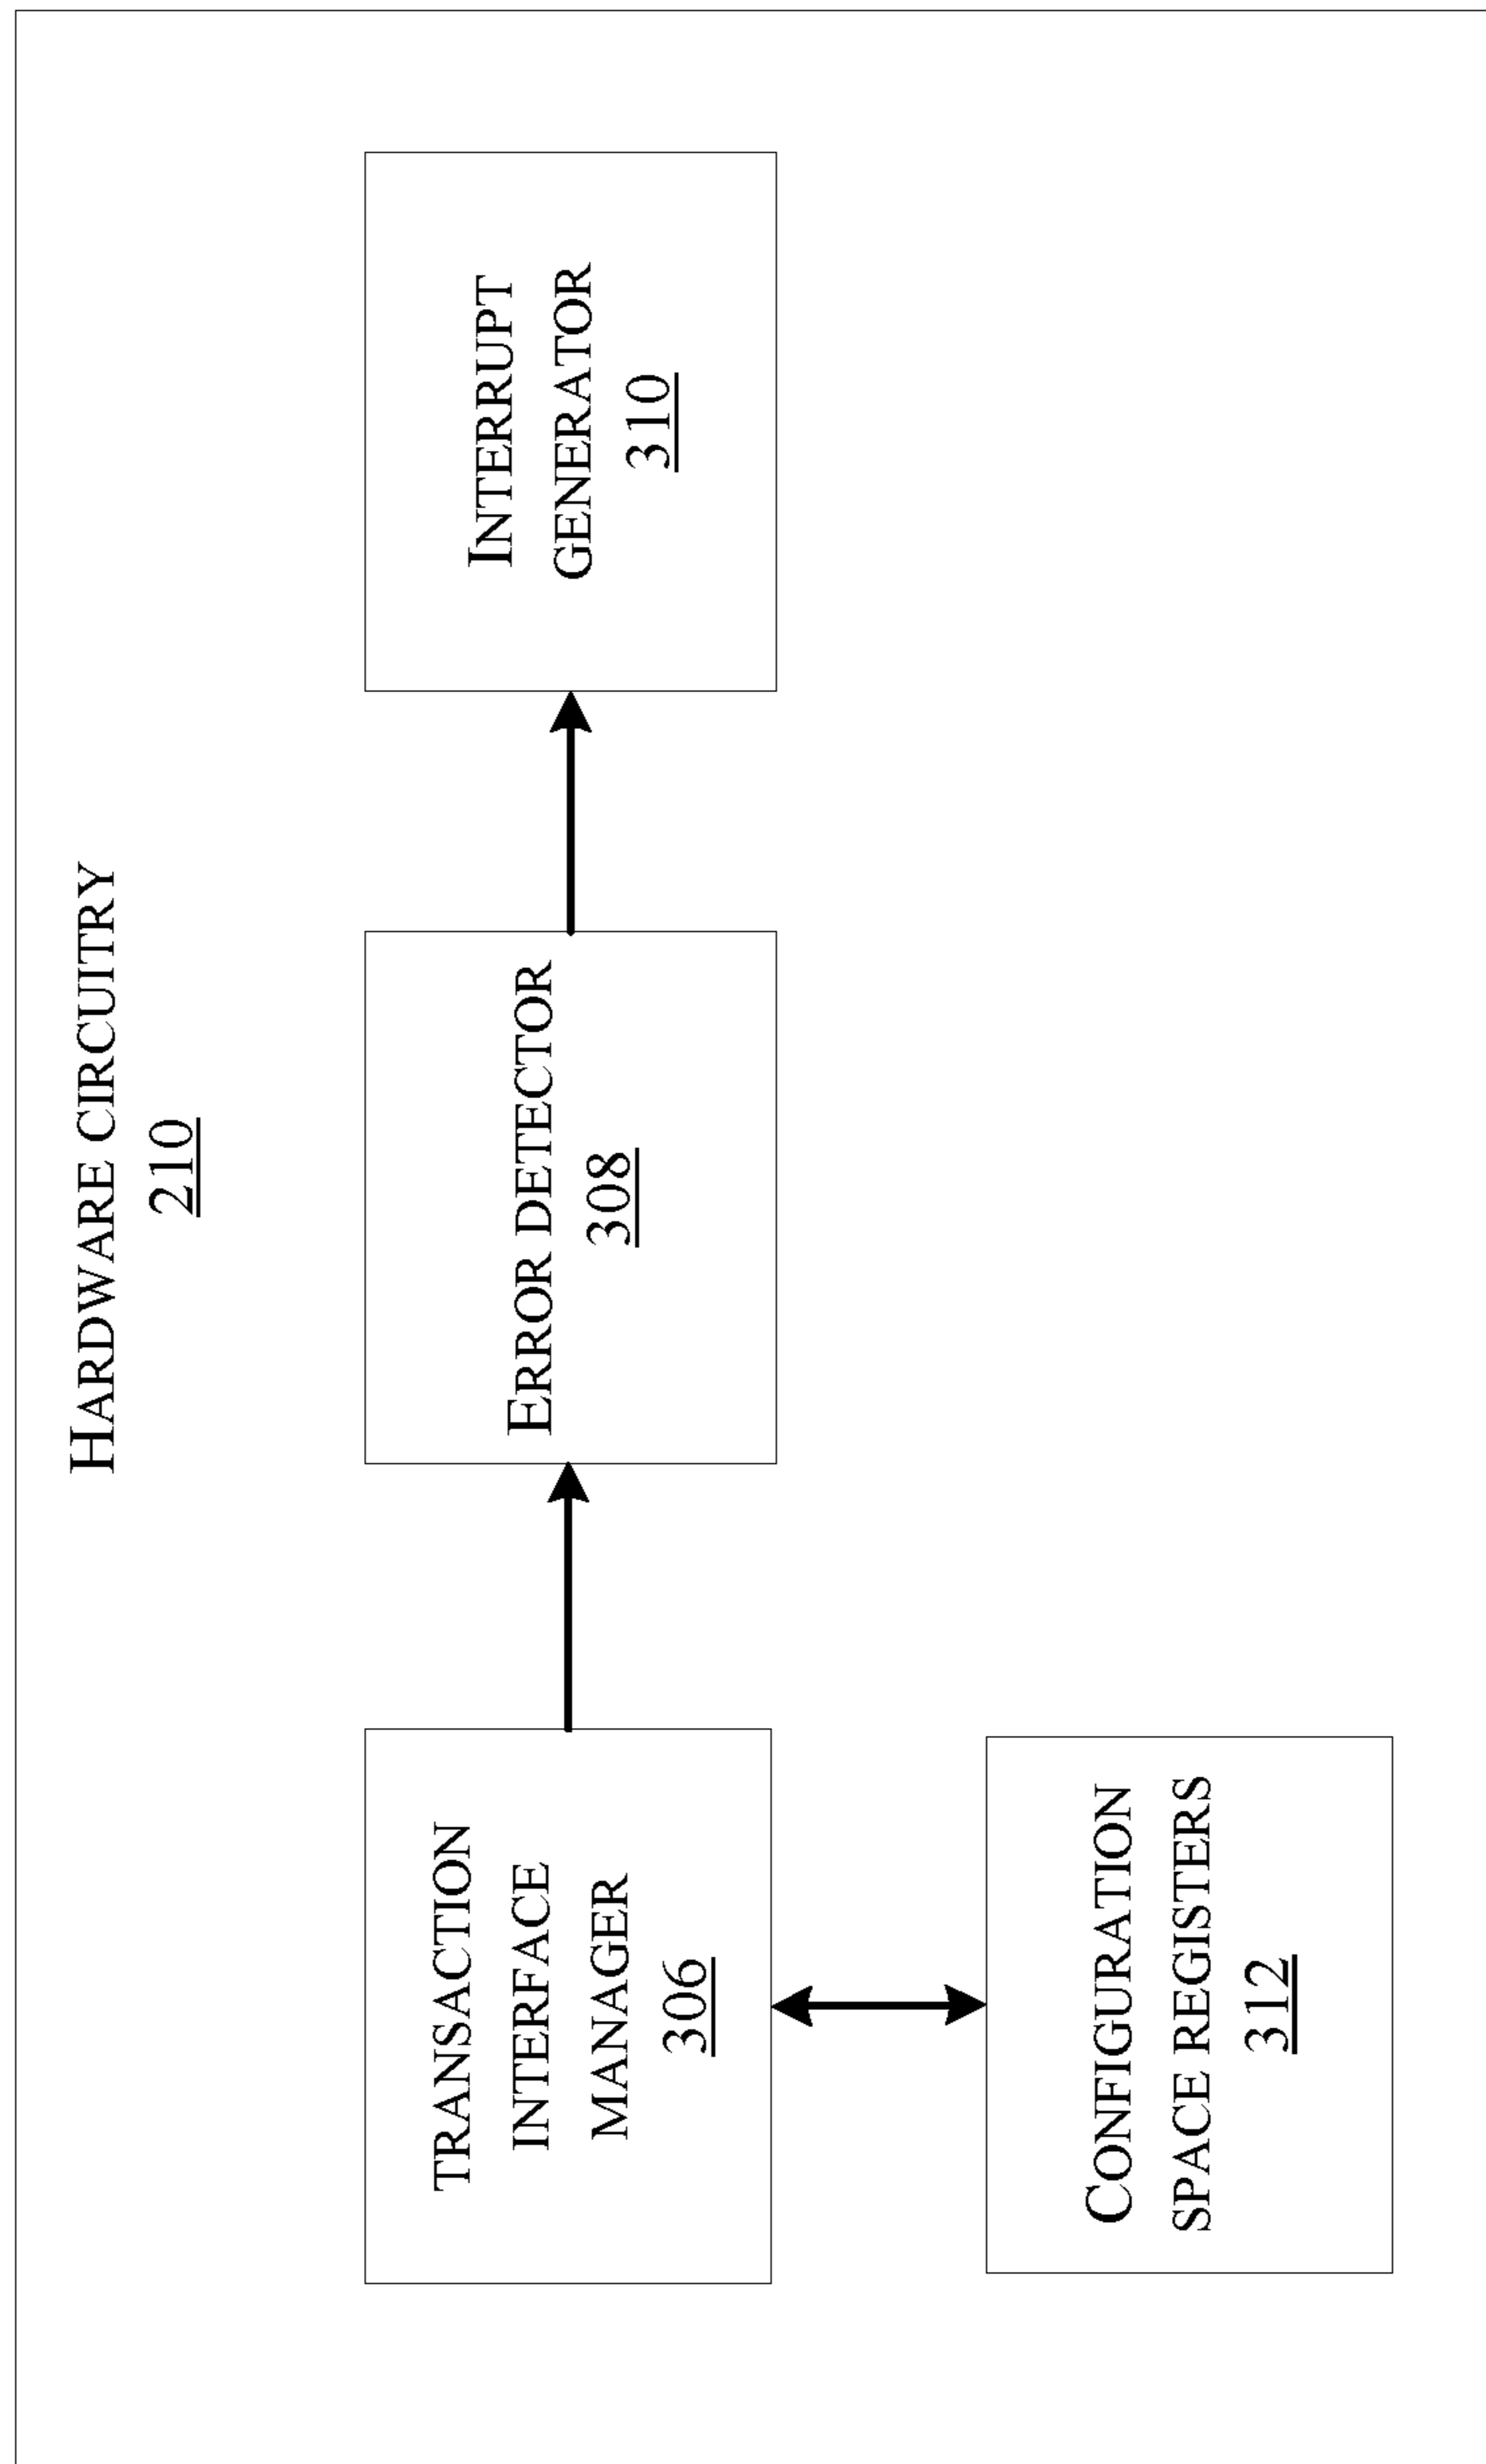 HARDWARE CIRCUITRY
210
TRANSACTION
INTERFACE
MANAGER
306
ERROR DETECTOR
308
INTERRUPT
GENERATOR
310
CONFIGURATION
SPACE REGISTERS
312